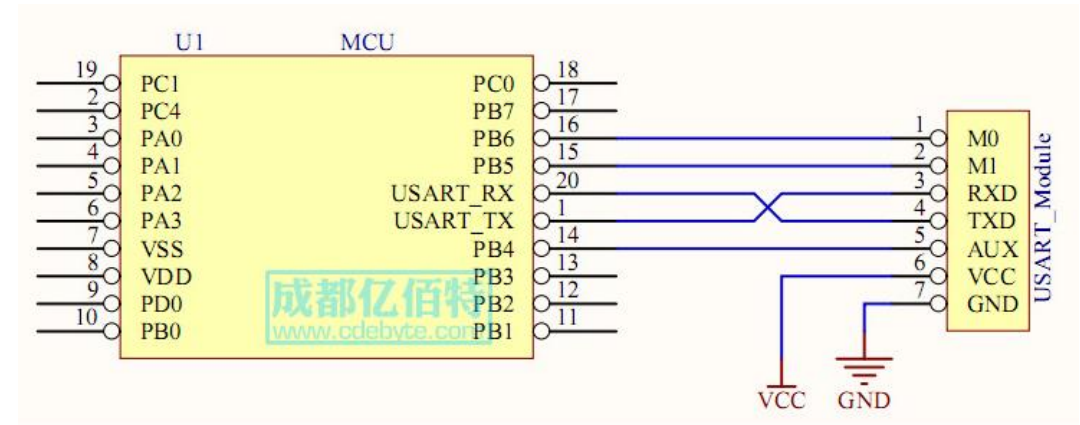 U1 MCU
19 PC1 PC0 18
2 PC4 PB7 17
3 PA0 PB6 16 1 M0
4 PA1 PB5 15 2 M1
5 PA2 USART_RX 20 3 RXD
6 PA3 USART_TX 1 4 TXD
7 VSS PB4 14 5 AUX
8 VDD PB3 13 6 VCC
9 PD0 PB2 12 7 GND
10 PB0 PB1 11
USART_Module
成都亿佰特
www.cdebyte.com
VCC GND